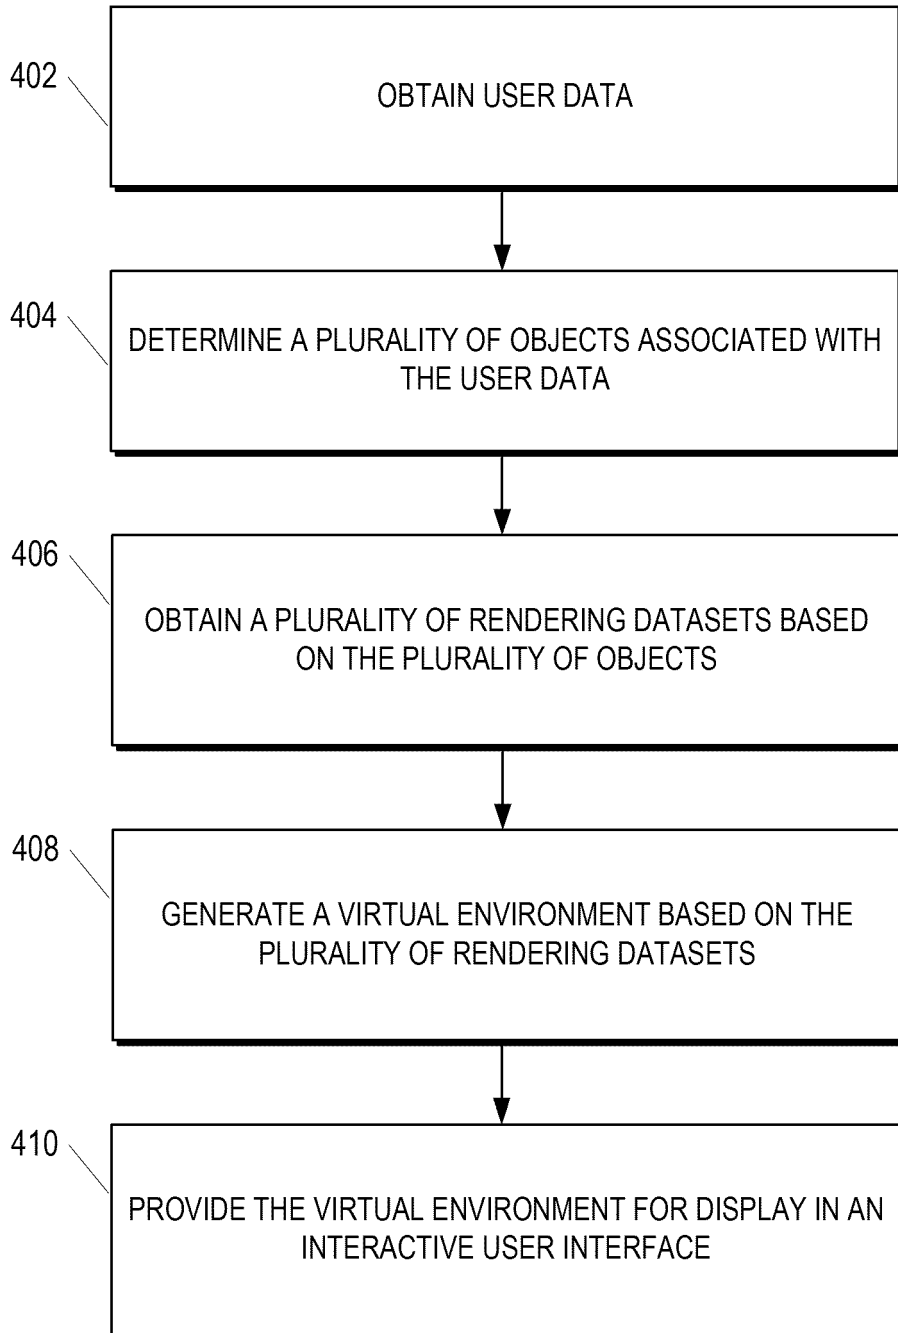 402
OBTAIN USER DATA
404
DETERMINE A PLURALITY OF OBJECTS ASSOCIATED WITH
THE USER DATA
406
OBTAIN A PLURALITY OF RENDERING DATASETS BASED
ON THE PLURALITY OF OBJECTS
408
GENERATE A VIRTUAL ENVIRONMENT BASED ON THE
PLURALITY OF RENDERING DATASETS
410
PROVIDE THE VIRTUAL ENVIRONMENT FOR DISPLAY IN AN
INTERACTIVE USER INTERFACE